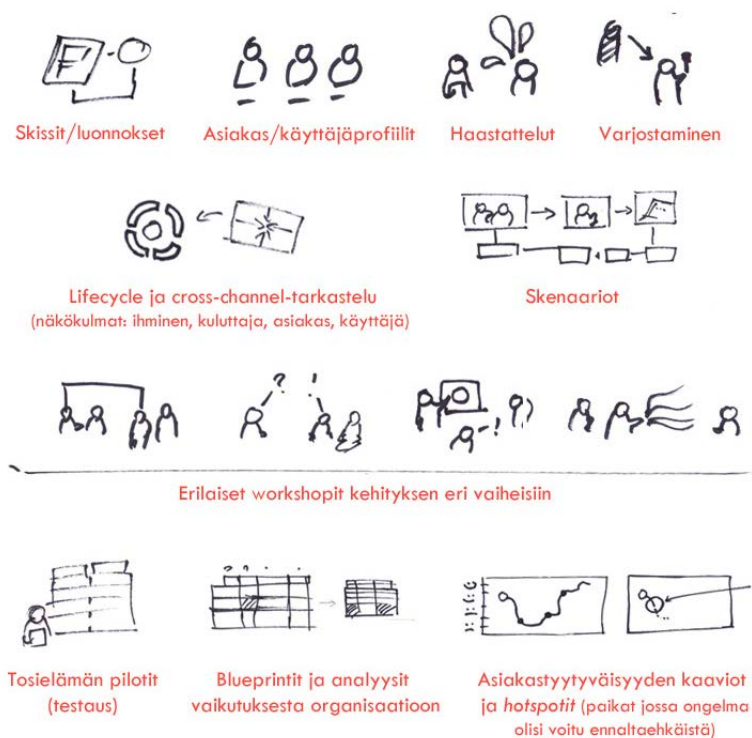 Skissit/luonnokset
Asiakas/käyttäjäprofiilit
Haastattelut
Varjostaminen
Lifecycle ja cross-channel-tarkastelu
(näkökulmat: ihminen, kuluttaja, asiakas, käyttäjä)
Skenaariot
? !
Erilaiset workshopit kehityksen eri vaiheisiin
Tosielämän pilotit
(testaus)
Blueprintit ja analyysit
vaikutuksesta organisaatioon
Asiakastyytyväisyyden kaaviot
ja hotspotit (paikat jossa ongelma
olisi voitu ennaltaehkäistä)